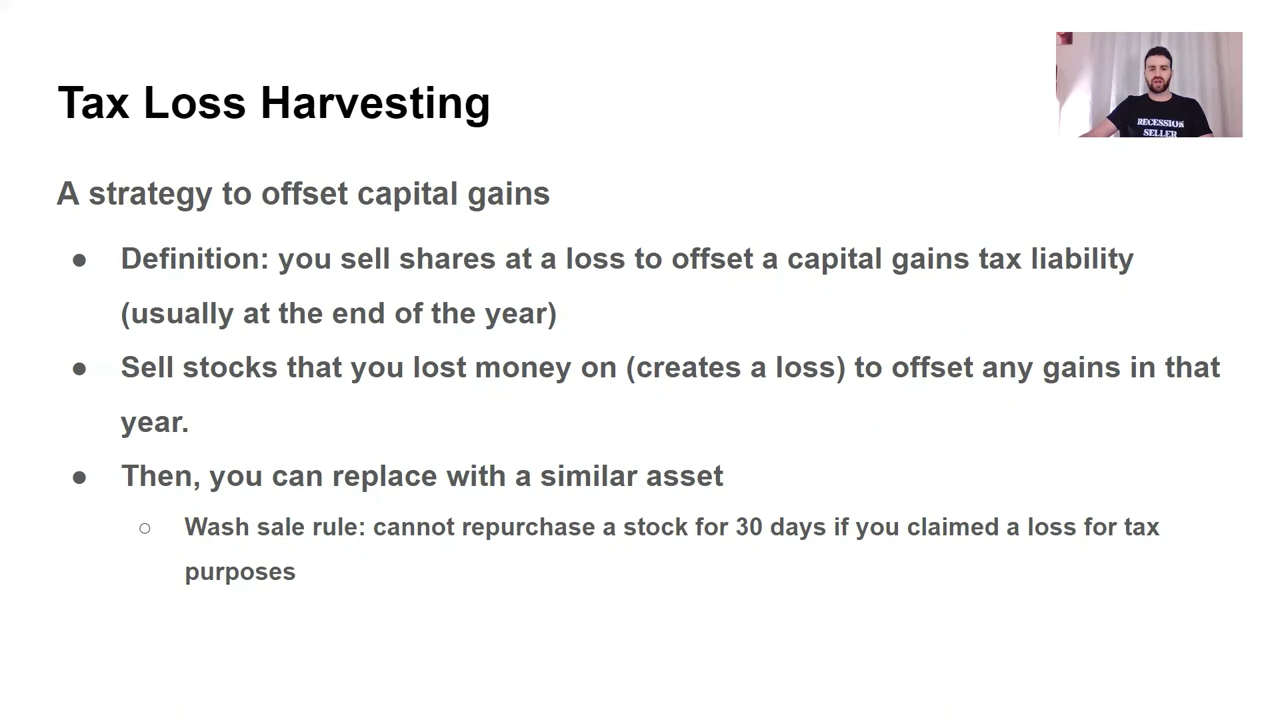 Tax Loss Harvesting
RECESSION
SELLER
A strategy to offset capital gains
● Definition: you sell shares at a loss to offset a capital gains tax liability
(usually at the end of the year)
● Sell stocks that you lost money on (creates a loss) to offset any gains in that
year.
● Then, you can replace with a similar asset
○ Wash sale rule: cannot repurchase a stock for 30 days if you claimed a loss for tax
purposes